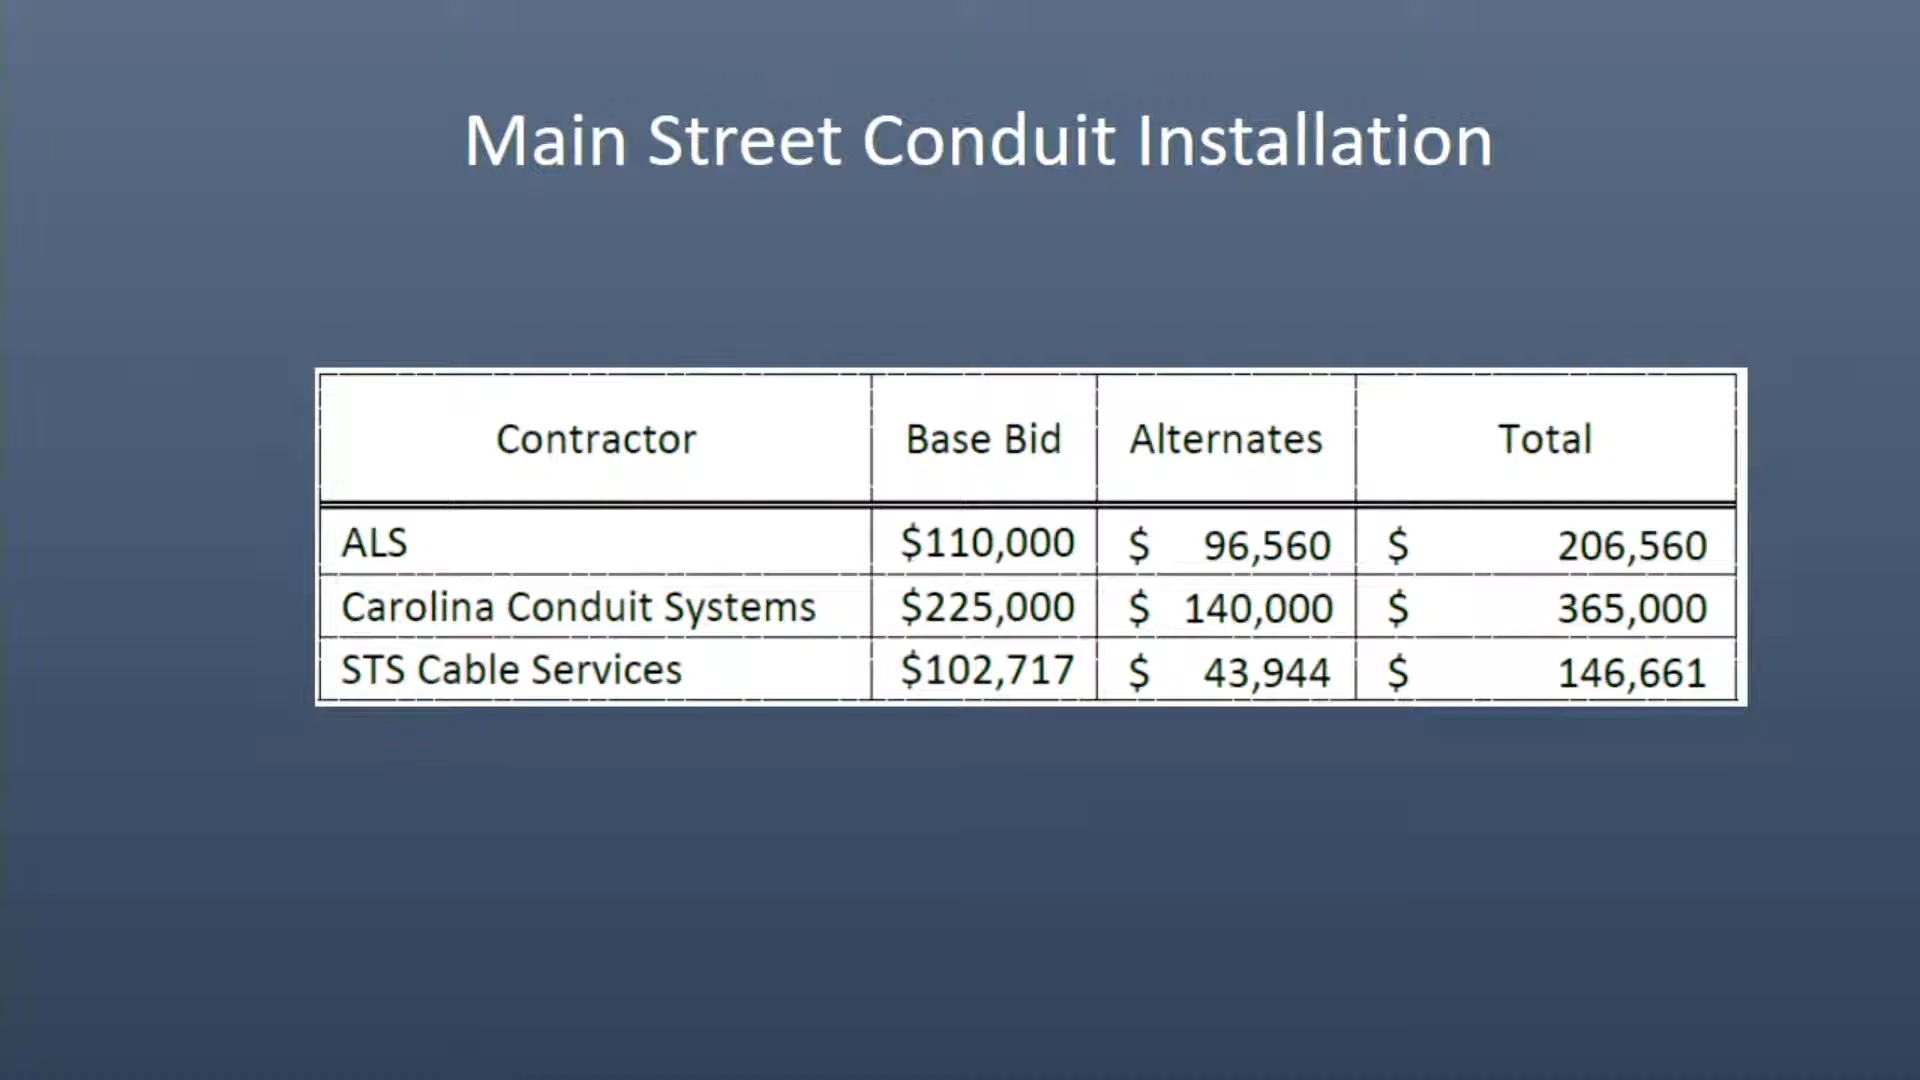 Main Street Conduit Installation
Contractor Base Bid Alternates Total
ALS $110,000 $ 96,560 $ 206,560
Carolina Conduit Systems $225,000 $ 140,000 $ 365,000
STS Cable Services $102,717 $ 43,944 $ 146,661